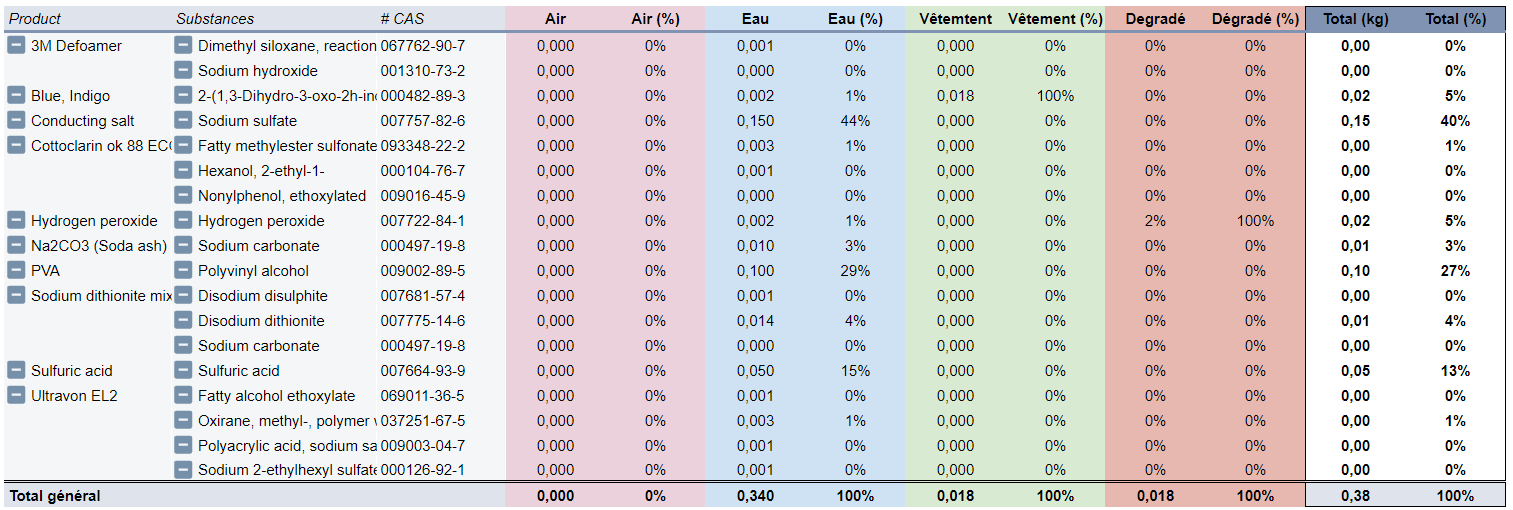 Product Substances # CAS Air Air (%) Eau Eau (%) Vêtemtent Vêtement (%) Degradé Dégradé (%) Total (kg) Total (%)
3M Defoamer Dimethyl siloxane, reaction 067762-90-7 0,000 0% 0,001 0% 0,000 0% 0% 0% 0,00 0%
Sodium hydroxide 001310-73-2 0,000 0% 0,000 0% 0,000 0% 0% 0% 0,00 0%
Blue, Indigo 2-(1,3-Dihydro-3-oxo-2h-in 000482-89-3 0,000 0% 0,002 1% 0,018 100% 0% 0% 0,02 5%
Conducting salt Sodium sulfate 007757-82-6 0,000 0% 0,150 44% 0,000 0% 0% 0% 0,15 40%
Cottoclarin ok 88 ECO Fatty methylester sulfonate 093348-22-2 0,000 0% 0,003 1% 0,000 0% 0% 0% 0,00 1%
Hexanol, 2-ethyl-1- 000104-76-7 0,000 0% 0,001 0% 0,000 0% 0% 0% 0,00 0%
Nonylphenol, ethoxylated 009016-45-9 0,000 0% 0,000 0% 0,000 0% 0% 0% 0,00 0%
Hydrogen peroxide Hydrogen peroxide 007722-84-1 0,000 0% 0,002 1% 0,000 0% 2% 100% 0,02 5%
Na2CO3 (Soda ash) Sodium carbonate 000497-19-8 0,000 0% 0,010 3% 0,000 0% 0% 0% 0,01 3%
PVA Polyvinyl alcohol 009002-89-5 0,000 0% 0,100 29% 0,000 0% 0% 0% 0,10 27%
Sodium dithionite mix Disodium disulphite 007681-57-4 0,000 0% 0,001 0% 0,000 0% 0% 0% 0,00 0%
Disodium dithionite 007775-14-6 0,000 0% 0,014 4% 0,000 0% 0% 0% 0,01 4%
Sodium carbonate 000497-19-8 0,000 0% 0,000 0% 0,000 0% 0% 0% 0,00 0%
Sulfuric acid Sulfuric acid 007664-93-9 0,000 0% 0,050 15% 0,000 0% 0% 0% 0,05 13%
Ultravon EL2 Fatty alcohol ethoxylate 069011-36-5 0,000 0% 0,001 0% 0,000 0% 0% 0% 0,00 0%
Oxirane, methyl-, polymer 037251-67-5 0,000 0% 0,003 1% 0,000 0% 0% 0% 0,00 1%
Polyacrylic acid, sodium sa 009003-04-7 0,000 0% 0,001 0% 0,000 0% 0% 0% 0,00 0%
Sodium 2-ethylhexyl sulfate 000126-92-1 0,000 0% 0,001 0% 0,000 0% 0% 0% 0,00 0%
Total général 0,000 0% 0,340 100% 0,018 100% 0,018 100% 0,38 100%